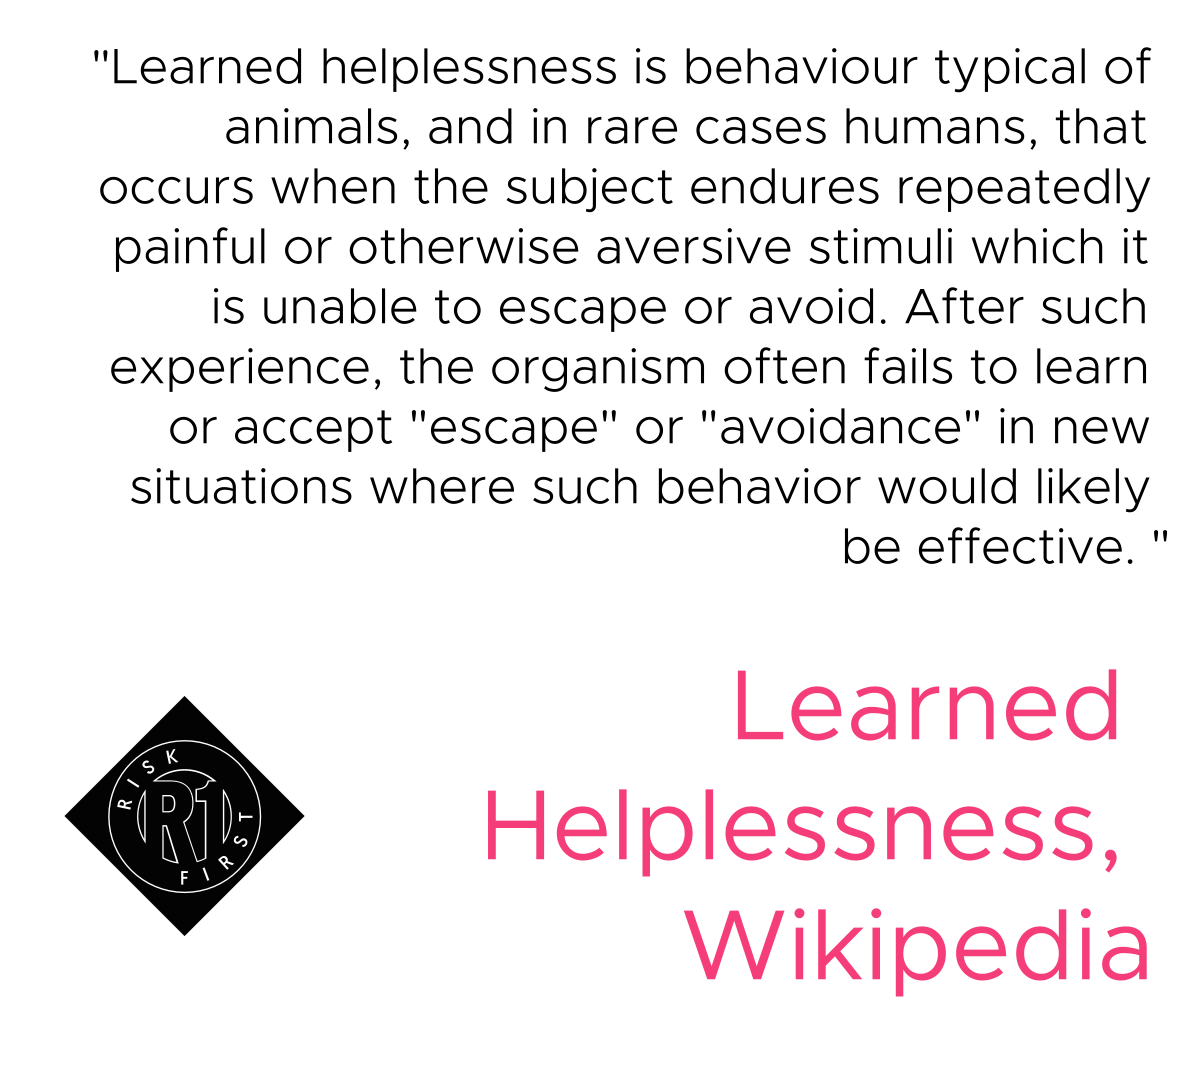 "Learned helplessness is behaviour typical of
animals, and in rare cases humans, that
occurs when the subject endures repeatedly
painful or otherwise aversive stimuli which it
is unable to escape or avoid. After such
experience, the organism often fails to learn
or accept "escape" or "avoidance" in new
situations where such behavior would likely
be effective. "
Learned
Helplessness,
Wikipedia
RISK
R1
FIRST